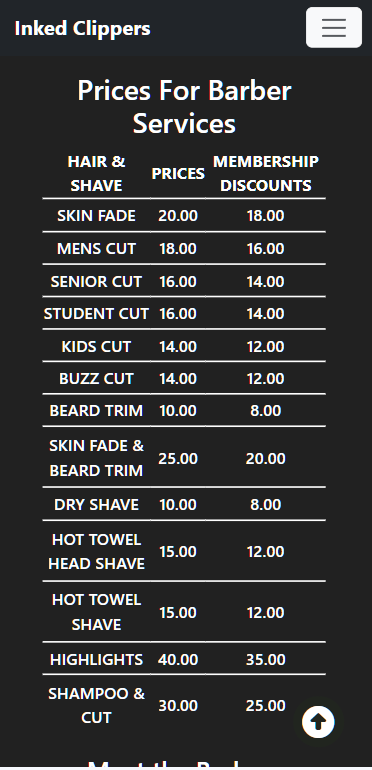 Inked Clippers
Prices For Barber
Services
HAIR &
SHAVE
PRICES
MEMBERSHIP
DISCOUNTS
SKIN FADE 20.00 18.00
MENS CUT 18.00 16.00
SENIOR CUT 16.00 14.00
STUDENT CUT 16.00 14.00
KIDS CUT 14.00 12.00
BUZZ CUT 14.00 12.00
BEARD TRIM 10.00 8.00
SKIN FADE &
BEARD TRIM
25.00 20.00
DRY SHAVE 10.00 8.00
HOT TOWEL
HEAD SHAVE
15.00 12.00
HOT TOWEL
SHAVE
15.00 12.00
HIGHLIGHTS 40.00 35.00
SHAMPOO &
CUT
30.00 25.00